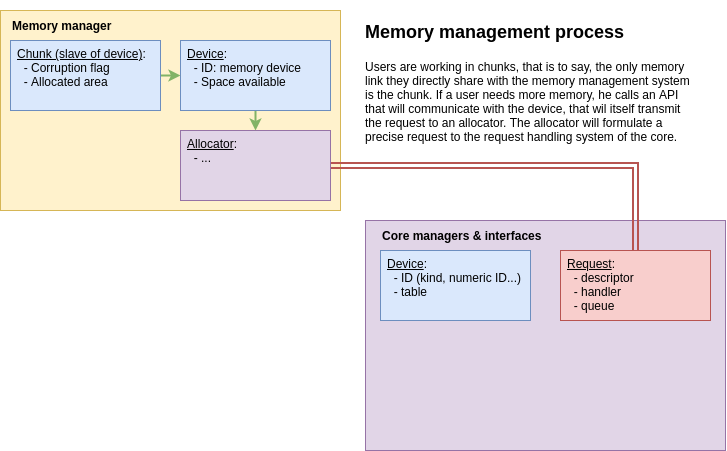 Memory manager
Chunk (slave of device):
- Corruption flag
- Allocated area
Device:
- ID: memory device
- Space available
Allocator:
- ...
Memory management process
Users are working in chunks, that is to say, the only memory
link they directly share with the memory management system
is the chunk. If a user needs more memory, he calls an API
that will communicate with the device, that wil itself transmit
the request to an allocator. The allocator will formulate a
precise request to the request handling system of the core.
Core managers & interfaces
Device:
- ID (kind, numeric ID...)
- table
Request:
- descriptor
- handler
- queue